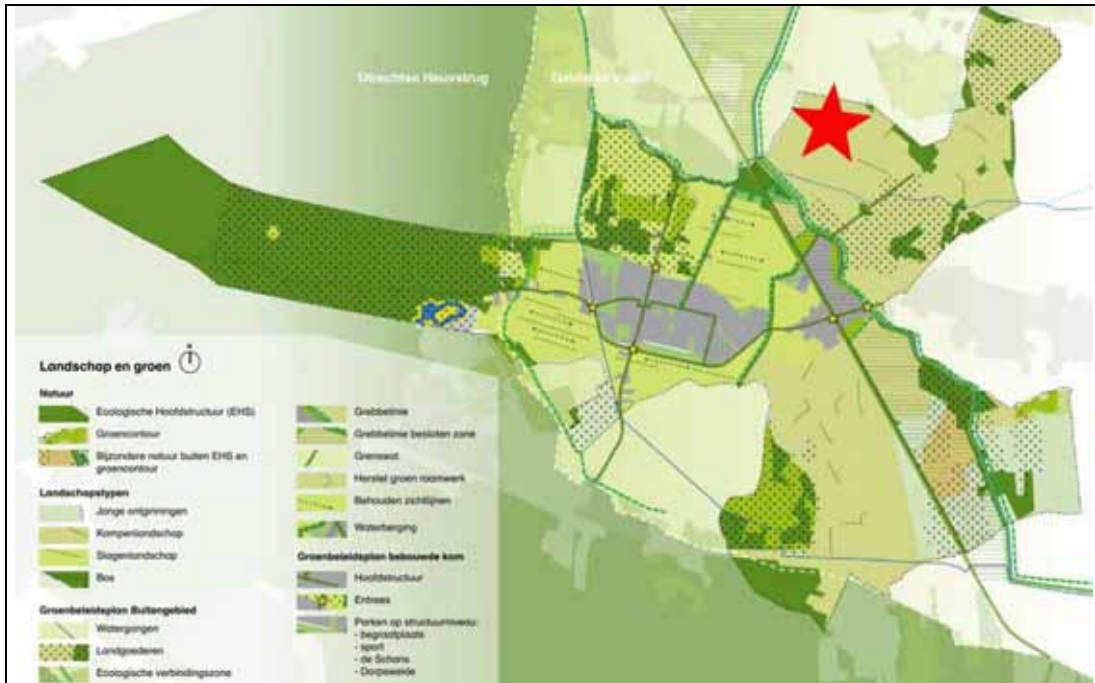 Utrechtse Heuvelrug
Landschap en groen
Natuur
Ecologische Hoofdstructuur (EHS)
Groencontour
Bijzondere natuur buiten EHS en
groencontour
Landschapstypen
Jonge ontginningen
Kampenlandschap
Slagenlandschap
Bos
Groenbeleidsplan Buitengebied
Watergangen
Landgoederen
Ecologische verbindingszone
Grebbelinie
Grebbelinie besloten zone
Herstel groen raamwerk
Behouden zichtlijnen
Waterberging
Groenbeleidsplan bebouwde kom
Hoofdstructuur
Entrees
Parken op structuurniveau:
- begraafplaats
- sport
- de Schans
- Dorpsweide